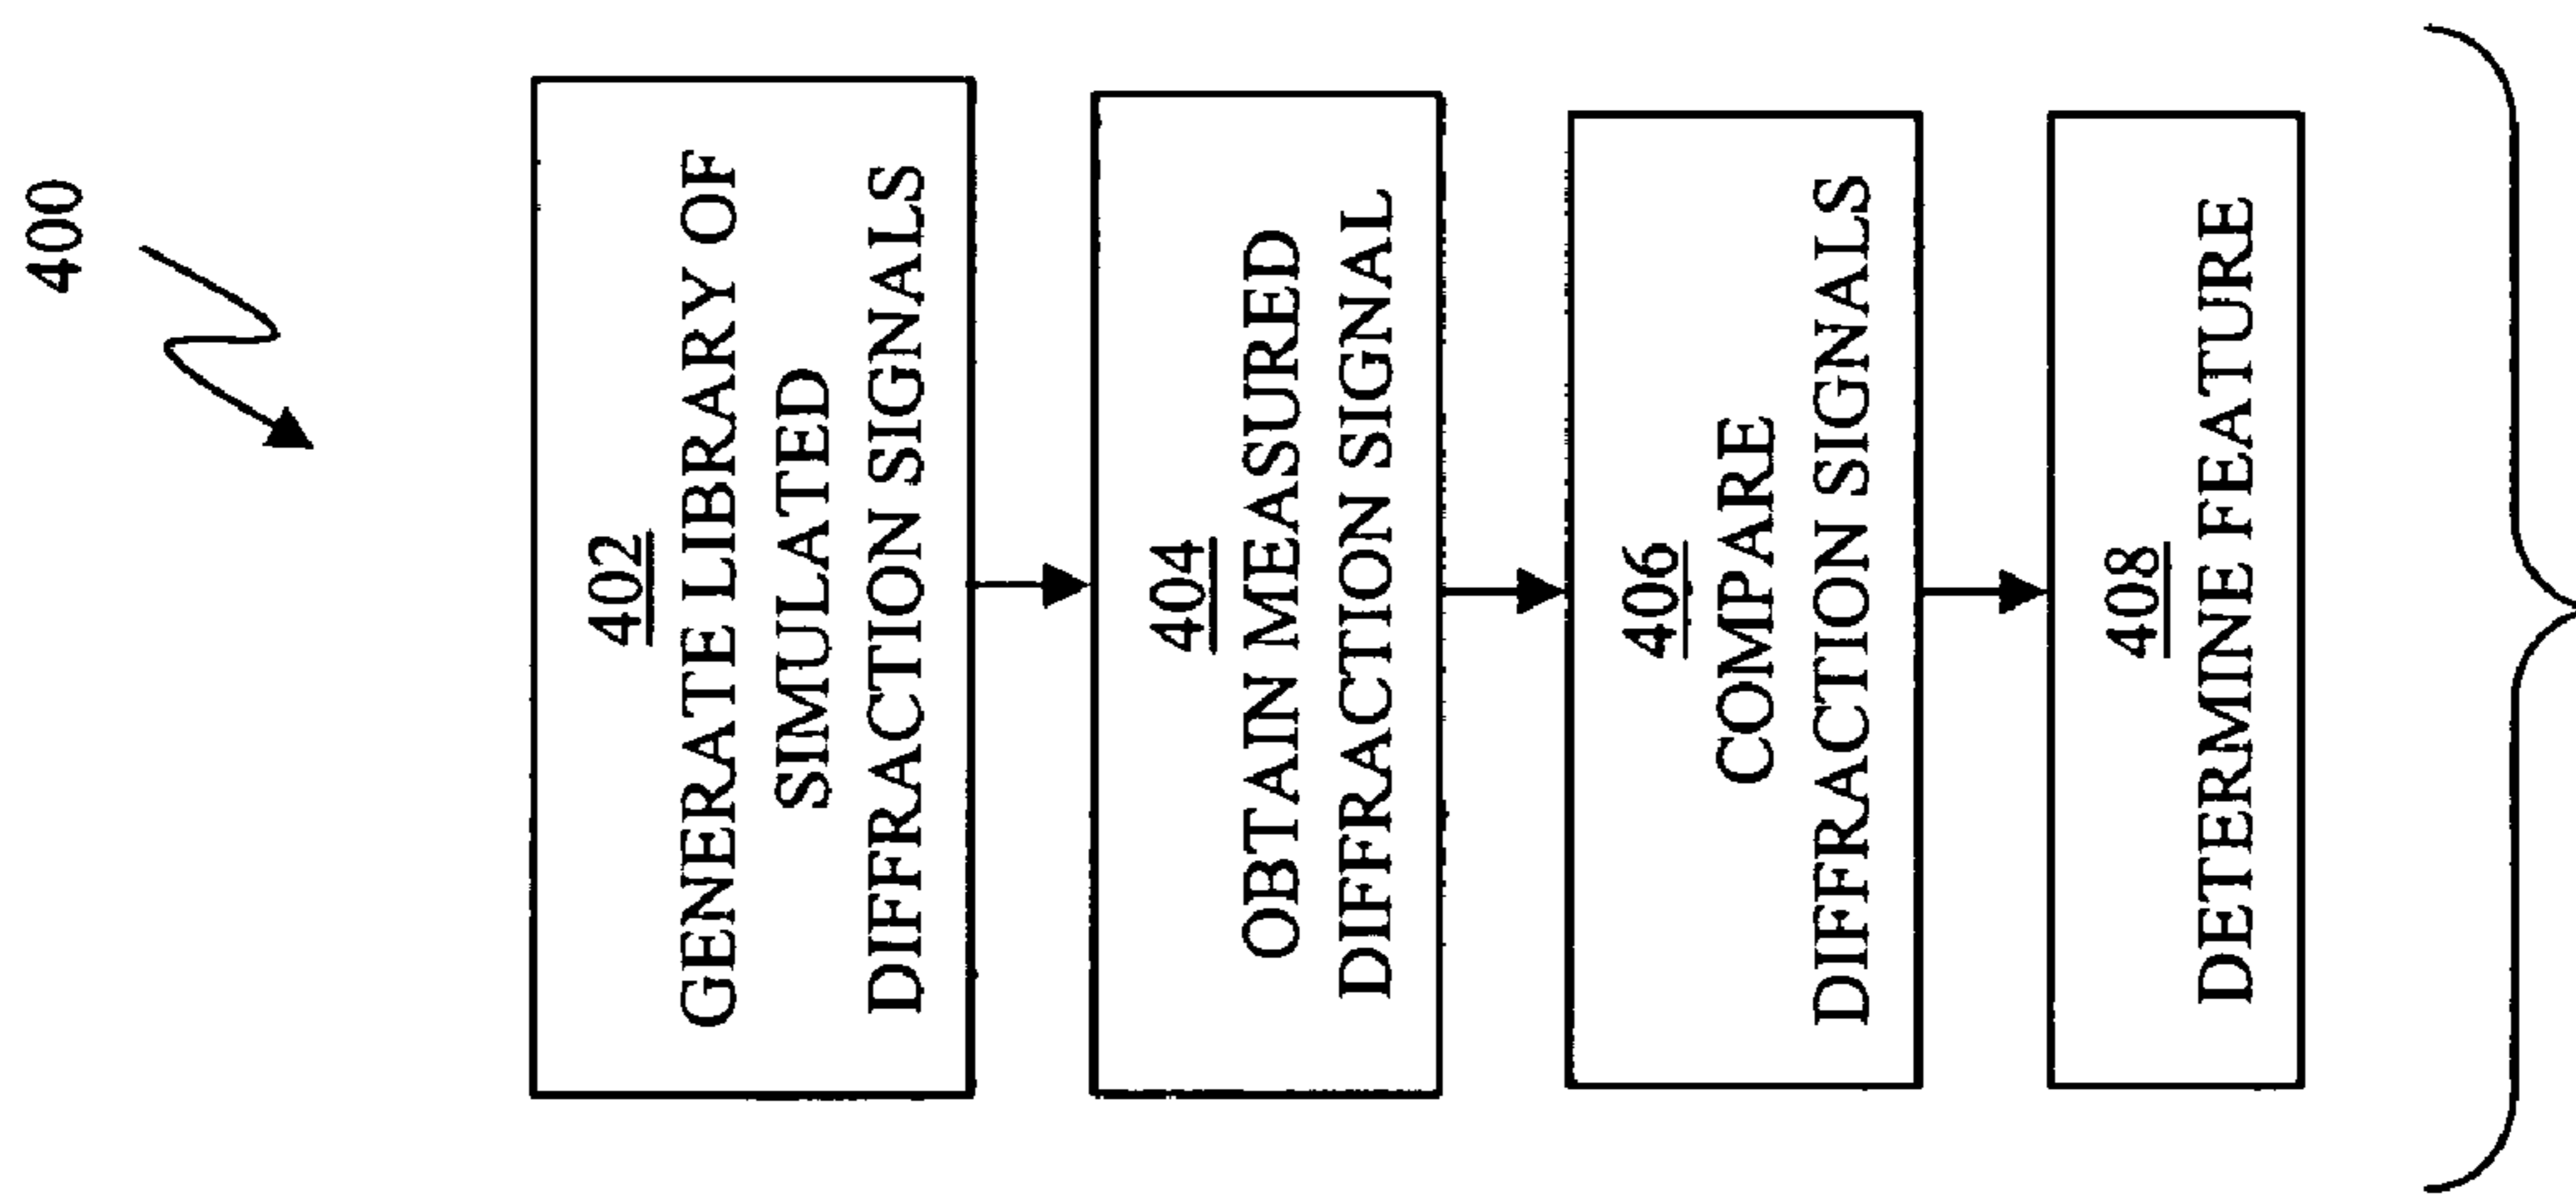 400
402
GENERATE LIBRARY OF
SIMULATED
DIFFRACTION SIGNALS
404
OBTAIN MEASURED
DIFFRACTION SIGNAL
406
COMPARE
DIFFRACTION SIGNALS
408
DETERMINE FEATURE